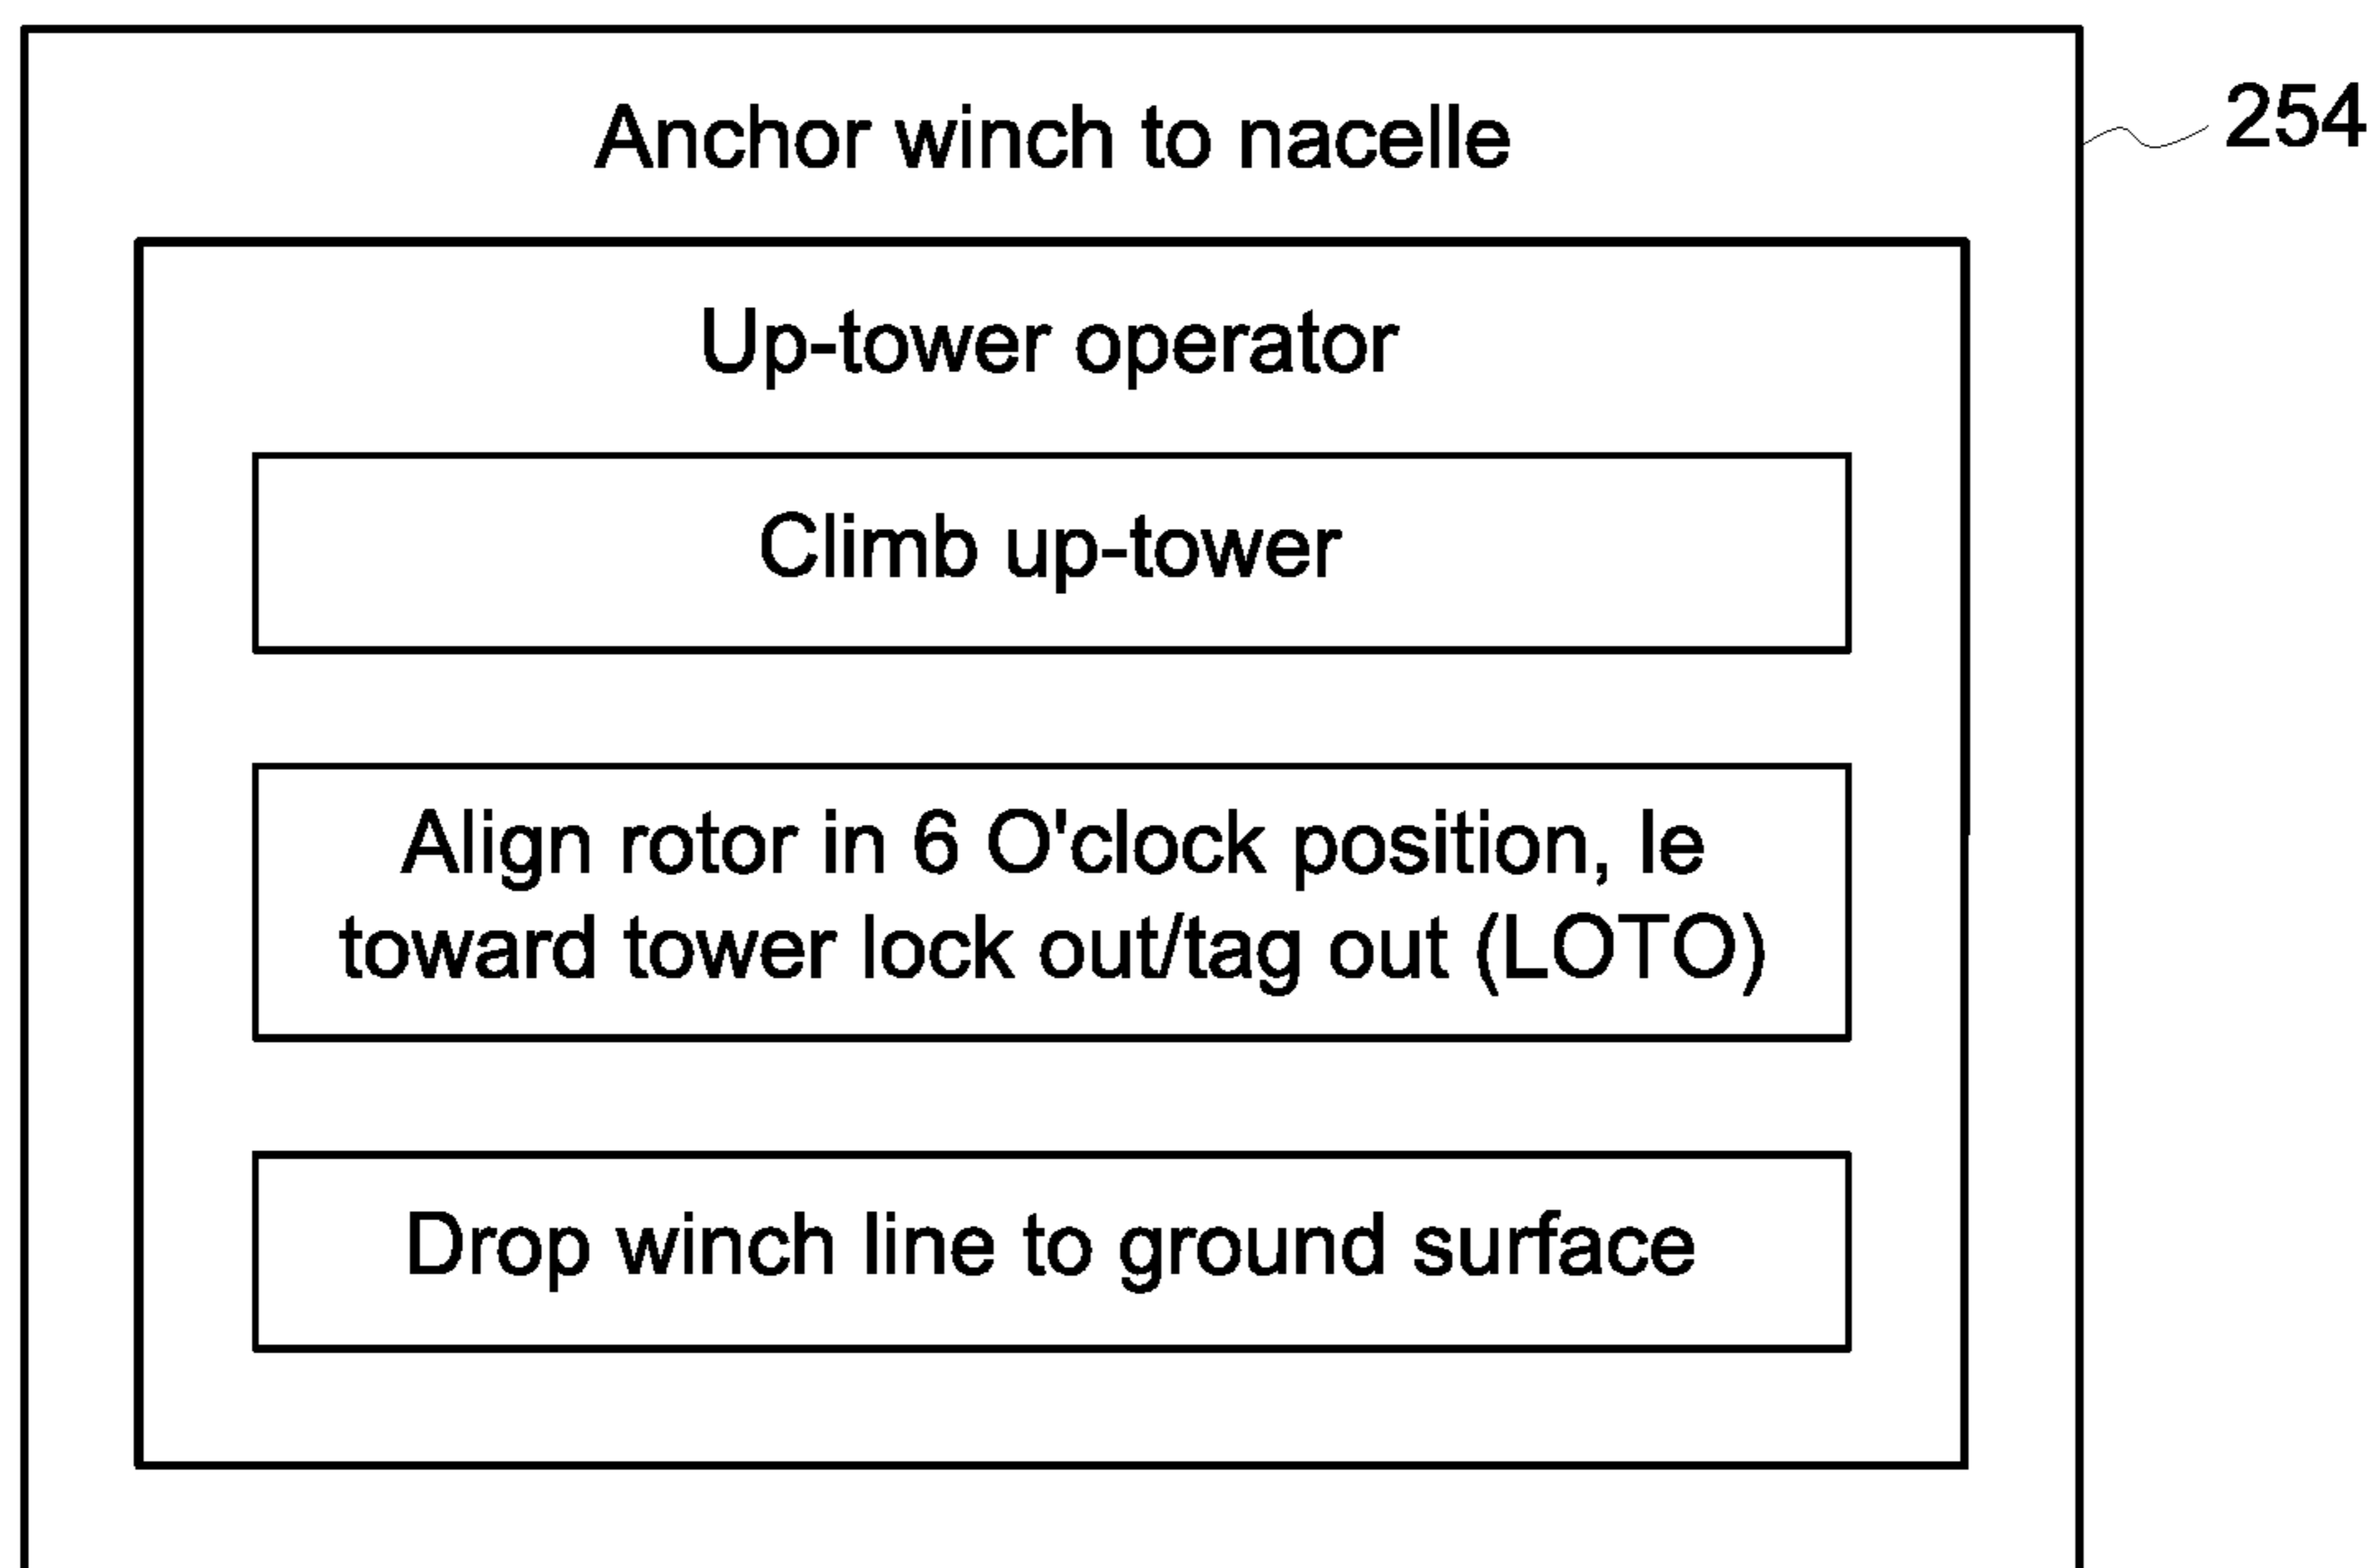 Anchor winch to nacelle
254
Up-tower operator
Climb up-tower
Align rotor in 6 O'clock position, le
toward tower lock out/tag out (LOTO)
Drop winch line to ground surface